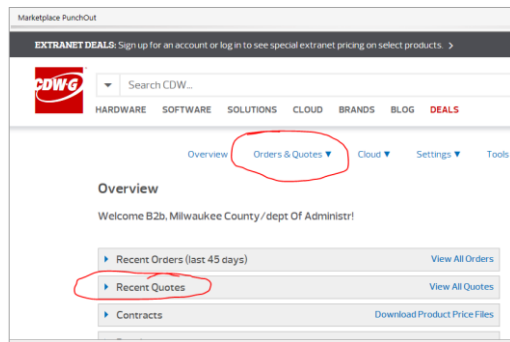 Marketplace PunchOut
EXTRANET DEALS: Sign up for an account or log in to see special extranet pricing on select products. >
CDW·G
Search CDW...
HARDWARE SOFTWARE SOLUTIONS CLOUD BRANDS BLOG DEALS
Overview Orders & Quotes ▼ Cloud ▼ Settings ▼ Tools
Overview
Welcome B2b, Milwaukee County/dept Of Administr!
Recent Orders (last 45 days) View All Orders
Recent Quotes View All Quotes
Contracts Download Product Price Files